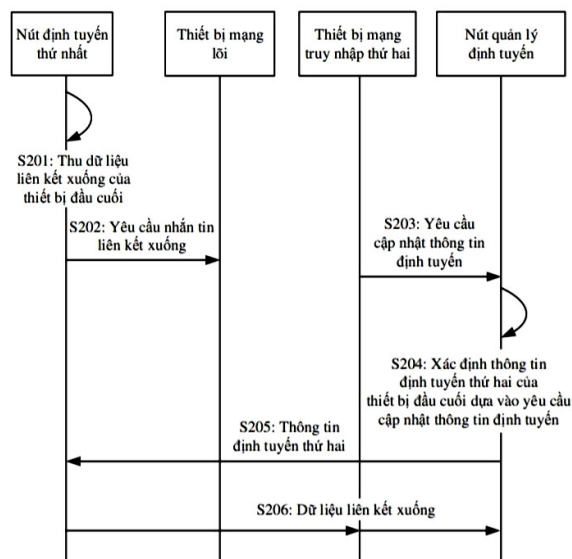 Nút định tuyến
thứ nhất
Thiết bị mạng
lõi
Thiết bị mạng
truy nhập thứ hai
Nút quản lý
định tuyến
S201: Thu dữ liệu
liên kết xuống của
thiết bị đầu cuối
S202: Yêu cầu nhắn tin
liên kết xuống
S203: Yêu cầu
cập nhật thông tin
định tuyến
S204: Xác định thông tin
định tuyến thứ hai của
thiết bị đầu cuối dựa vào yêu cầu
cập nhật thông tin định tuyến
S205: Thông tin
định tuyến thứ hai
S206: Dữ liệu liên kết xuống